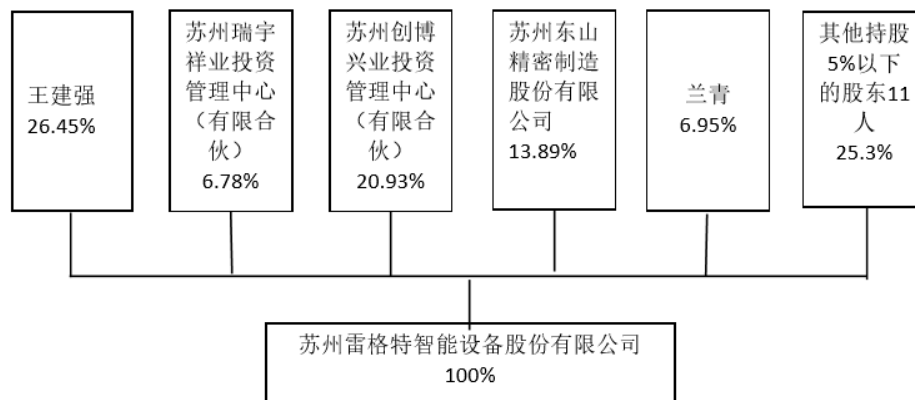 王建强
26.45%
苏州瑞宇
祥业投资
管理中心
（有限合
伙）
6.78%
苏州创博
兴业投资
管理中心
（有限合
伙）
20.93%
苏州东山
精密制造
股份有限
公司
13.89%
兰青
6.95%
其他持股
5%以下
的股东11
人
25.3%
苏州雷格特智能设备股份有限公司
100%